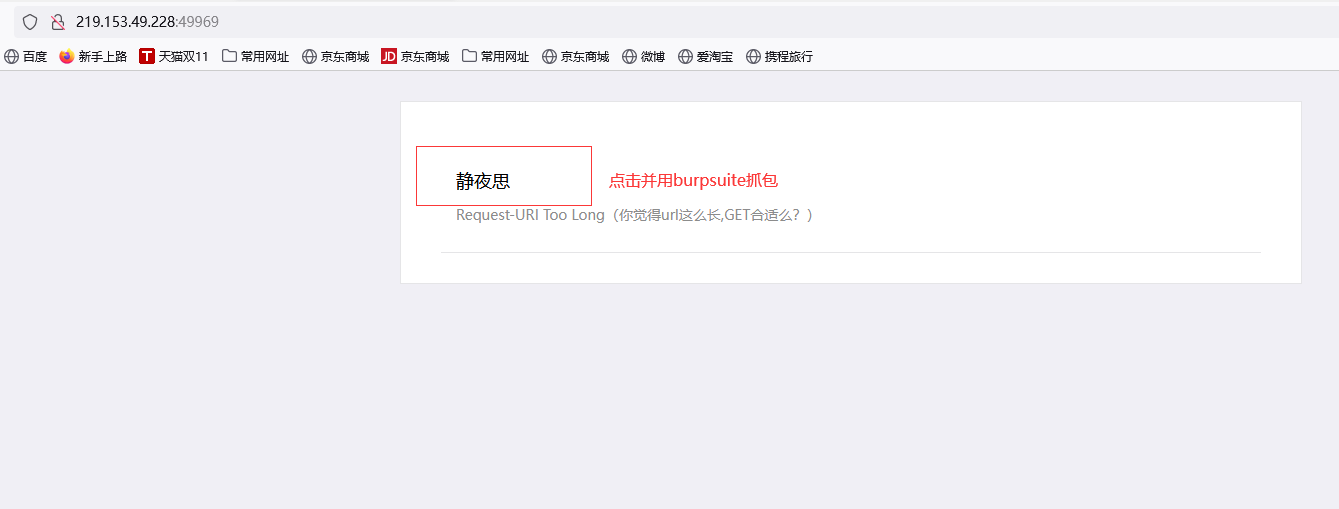 219.153.49.228:49969
百度 新手上路 T 天猫双11 常用网址 京东商城 JD 京东商城 常用网址 京东商城 微博 爱淘宝 携程旅行
静夜思 点击并用burpsuite抓包
Request-URI Too Long（你觉得url这么长,GET合适么？）